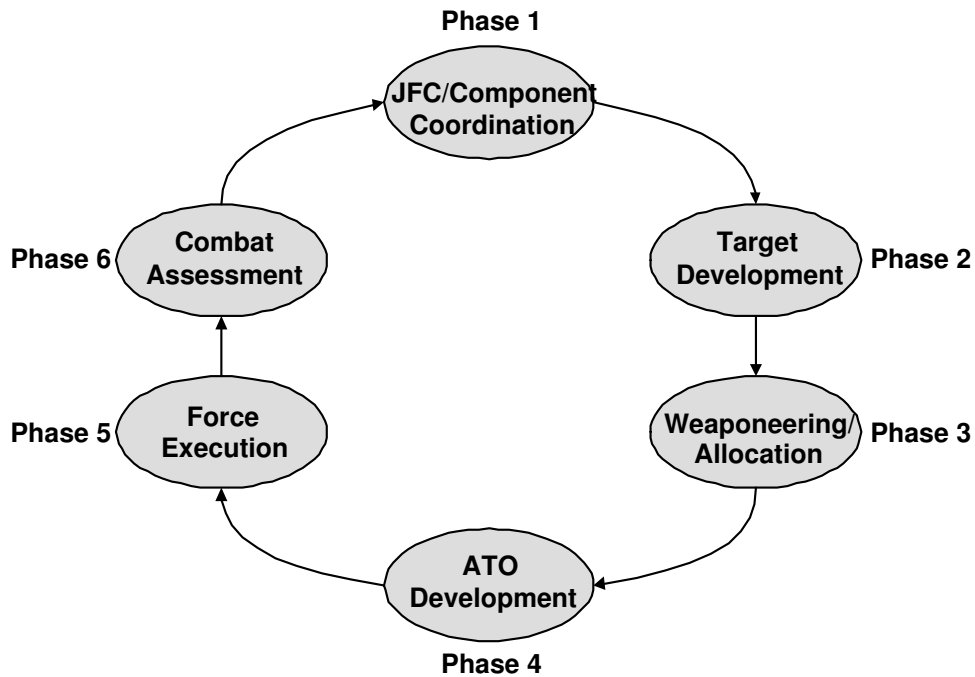 Phase 1
JFC/Component
Coordination
Target
Development
Phase 2
Weaponeering/
Allocation
Phase 3
ATO
Development
Phase 4
Force
Execution
Phase 5
Combat
Assessment
Phase 6